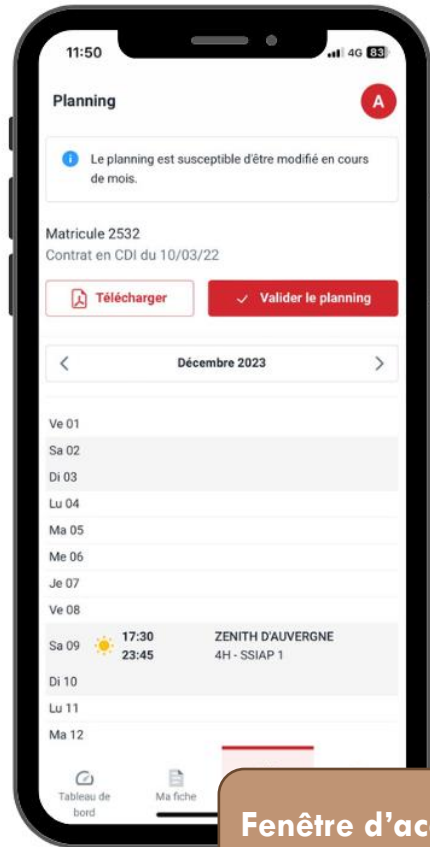 11:50
4G 83
Planning
A
Le planning est susceptible d'être modifié en cours
de mois.
Matricule 2532
Contrat en CDI du 10/03/22
Télécharger
Valider le planning
Décembre 2023
Ve 01
Sa 02
Di 03
Lu 04
Ma 05
Me 06
Je 07
Ve 08
Sa 09 17:30 ZENITH D'AUVERGNE
23:45 4H - SSIAP 1
Di 10
Lu 11
Ma 12
Tableau de
bord
Ma fiche
Fenêtre d'ac